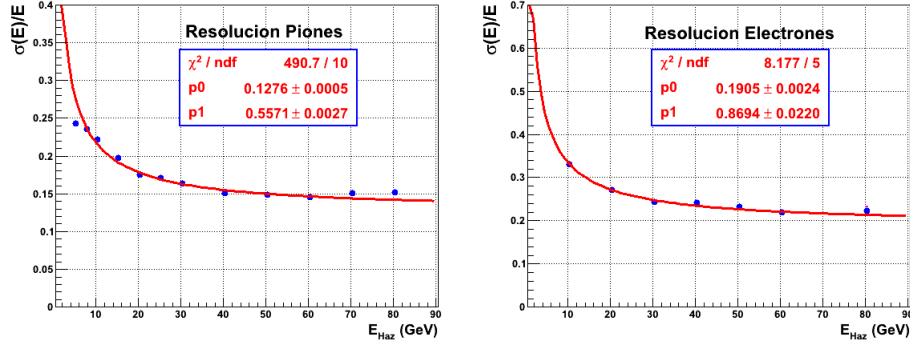 σ(E)/E
0.4
0.35
0.3
0.25
0.2
0.15
0.1
0.05
0
Resolucion Piones
χ² / ndf 490.7 / 10
p0 0.1276 ± 0.0005
p1 0.5571 ± 0.0027
10 20 30 40 50 60 70 80 90
E_Haz (GeV)
σ(E)/E
0.7
0.6
0.5
0.4
0.3
0.2
0.1
0
Resolucion Electrones
χ² / ndf 8.177 / 5
p0 0.1905 ± 0.0024
p1 0.8694 ± 0.0220
10 20 30 40 50 60 70 80 90
E_Haz (GeV)